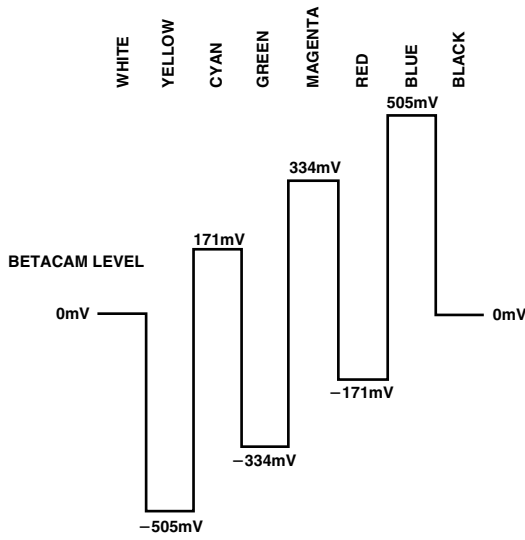 WHITE
YELLOW
CYAN
GREEN
MAGENTA
RED
BLUE
BLACK
505mV
334mV
171mV
BETACAM LEVEL
0mV
0mV
−171mV
−334mV
−505mV